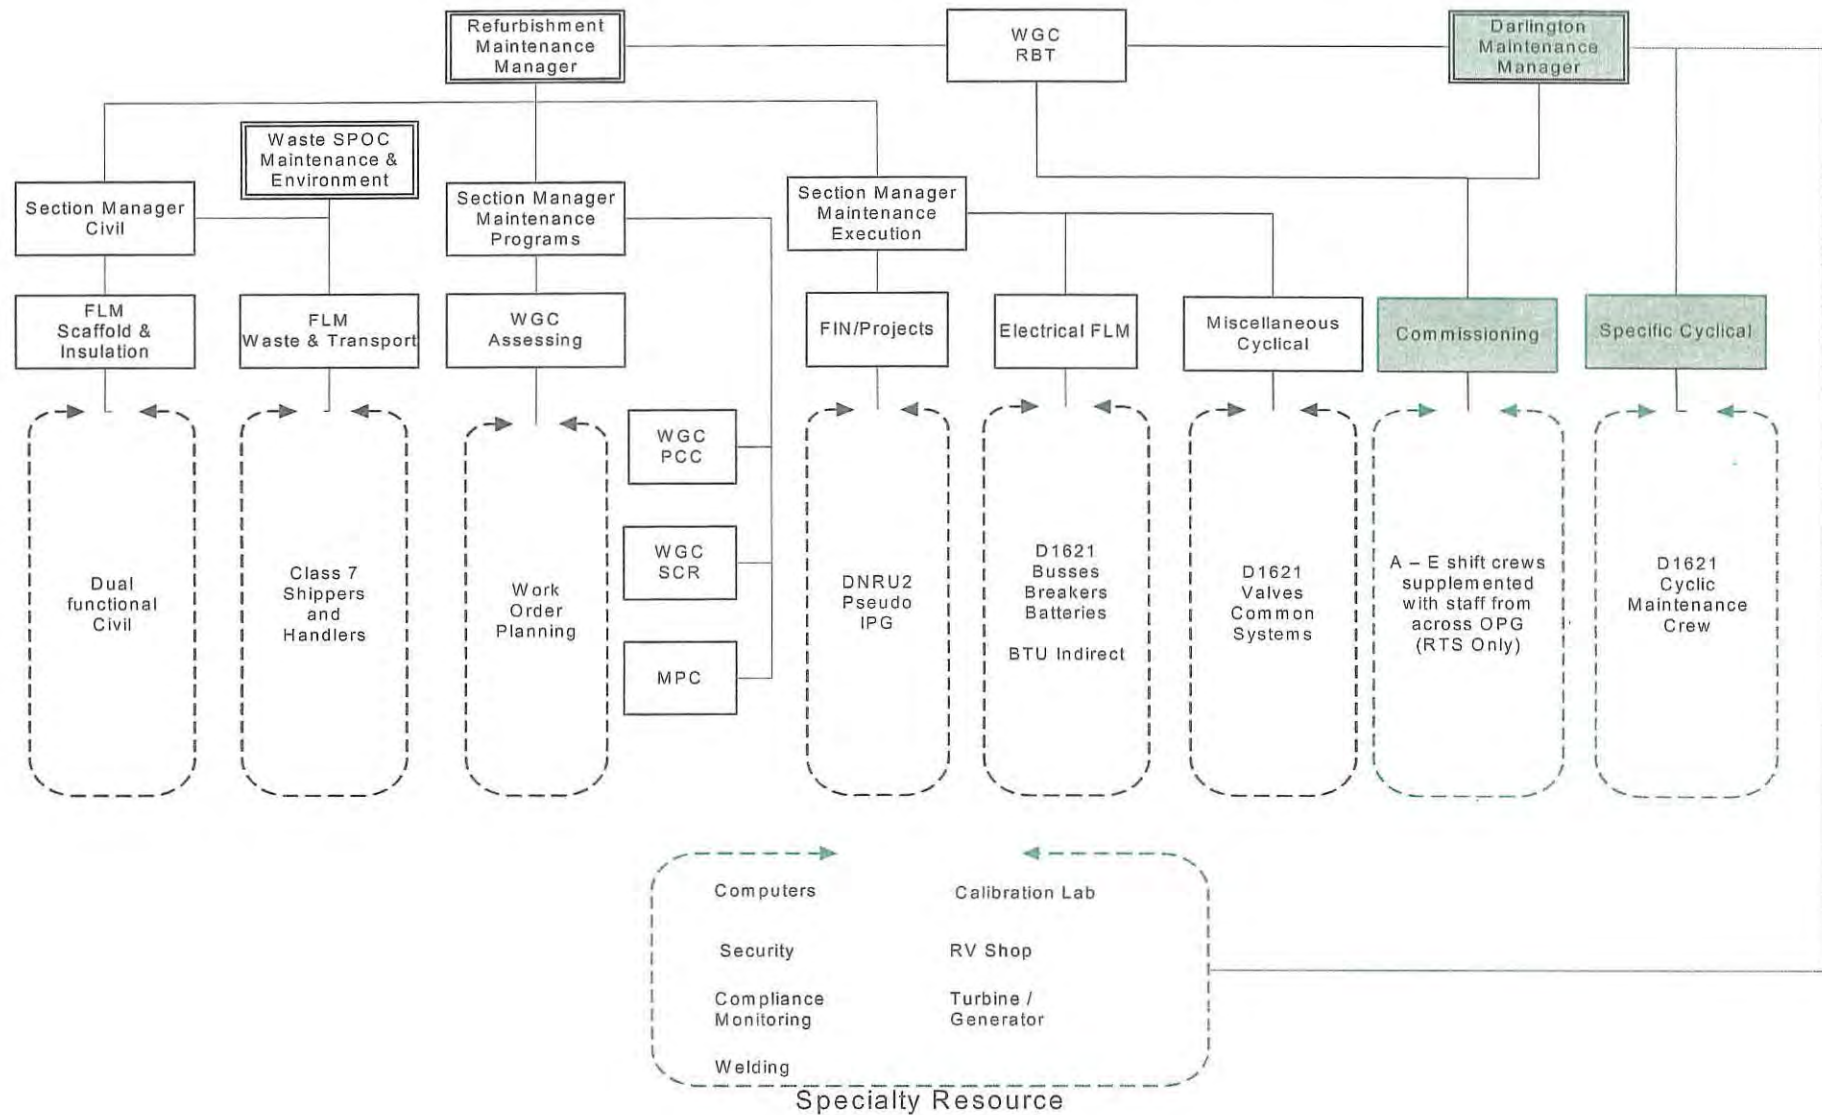 Refurbishment
Maintenance
Manager
WGC
RBT
Darlington
Maintenance
Manager
Waste SPOC
Maintenance &
Environment
Section Manager
Civil
Section Manager
Maintenance
Programs
Section Manager
Maintenance
Execution
FLM
Scaffold &
Insulation
FLM
Waste & Transport
WGC
Assessing
FIN/Projects
Electrical FLM
Miscellaneous
Cyclical
Commissioning
Specific Cyclical
WGC
PCC
WGC
SCR
MPC
Dual
functional
Civil
Class 7
Shippers
and
Handlers
Work
Order
Planning
DNRU2
Pseudo
IPG
D1621
Busses
Breakers
Batteries
BTU Indirect
D1621
Valves
Common
Systems
A – E shift crews
supplemented
with staff from
across OPG
(RTS Only)
D1621
Cyclic
Maintenance
Crew
Computers
Calibration Lab
Security
RV Shop
Compliance
Monitoring
Turbine /
Generator
Welding
Specialty Resource